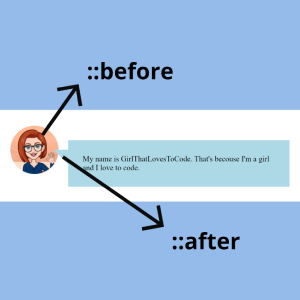 ::before
My name is GirlThatLovesToCode. That's becouse I'm a girl
and I love to code.
::after